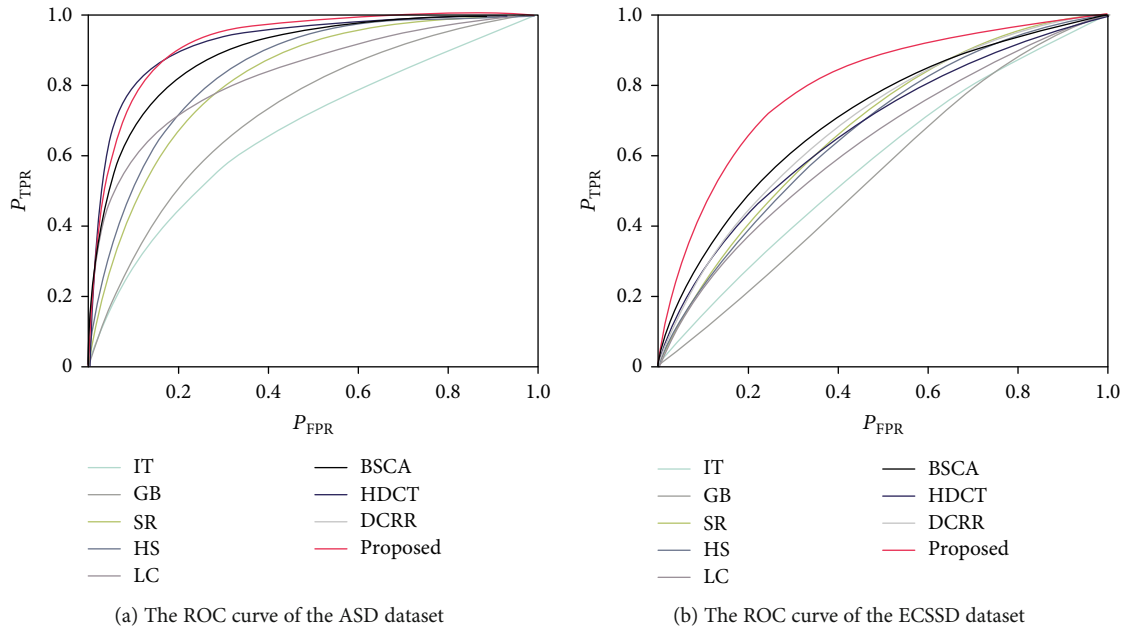 1.0
0.8
0.6
0.4
0.2
0
P_TPR
0.2
0.4
0.6
0.8
1.0
P_FPR
IT
GB
SR
HS
LC
BSCA
HDCT
DCRR
Proposed
(a) The ROC curve of the ASD dataset
1.0
0.8
0.6
0.4
0.2
0
P_TPR
0.2
0.4
0.6
0.8
1.0
P_FPR
IT
GB
SR
HS
LC
BSCA
HDCT
DCRR
Proposed
(b) The ROC curve of the ECSSD dataset